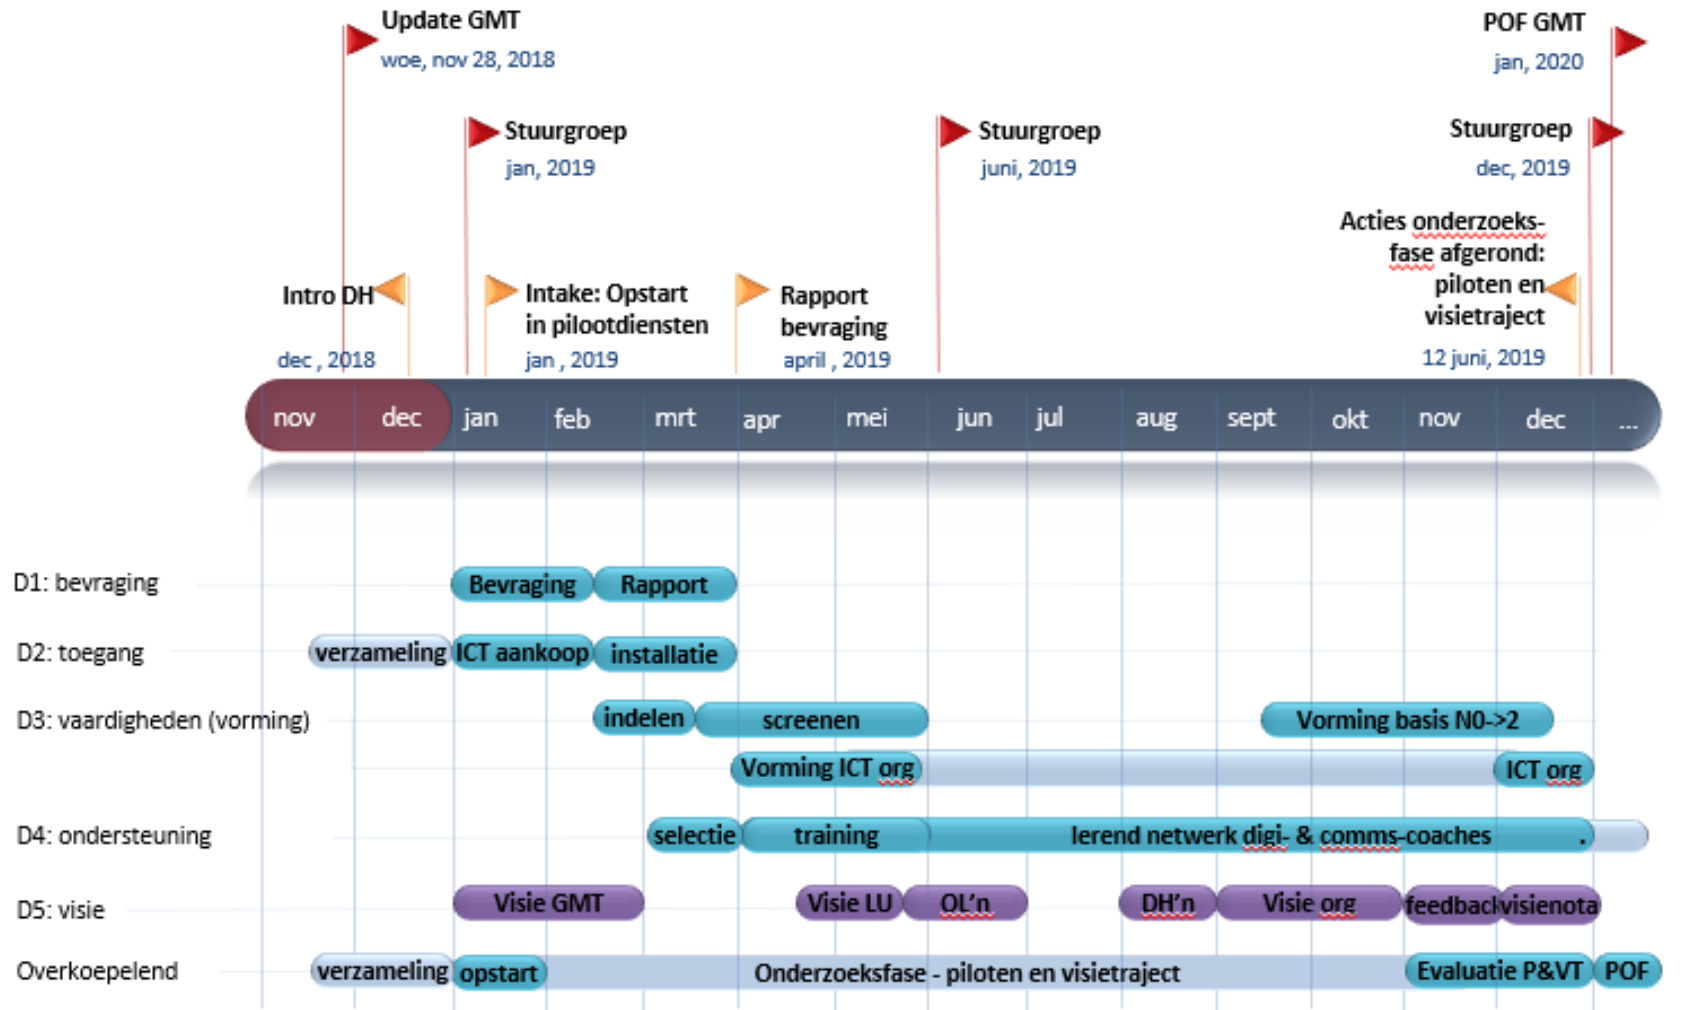 Update GMT
woe, nov 28, 2018
POF GMT
jan, 2020
Stuurgroep
jan, 2019
Stuurgroep
juni, 2019
Stuurgroep
dec, 2019
Intro DH
dec , 2018
Intake: Opstart
in pilootdiensten
jan , 2019
Rapport
bevraging
april , 2019
Acties onderzoeks-
fase afgerond:
piloten en
visietraject
12 juni, 2019
nov dec jan feb mrt apr mei jun jul aug sept okt nov dec ...
D1: bevraging Bevraging Rapport
D2: toegang verzameling ICT aankoop installatie
D3: vaardigheden (vorming) indelen screenen Vorming basis N0->2
Vorming ICT org ICT org
D4: ondersteuning selectie training lerend netwerk digi- & comms-coaches .
D5: visie Visie GMT Visie LU OL’n DH’n Visie org feedback visienota
Overkoepelend verzameling opstart Onderzoeksfase - piloten en visietraject Evaluatie P&VT POF